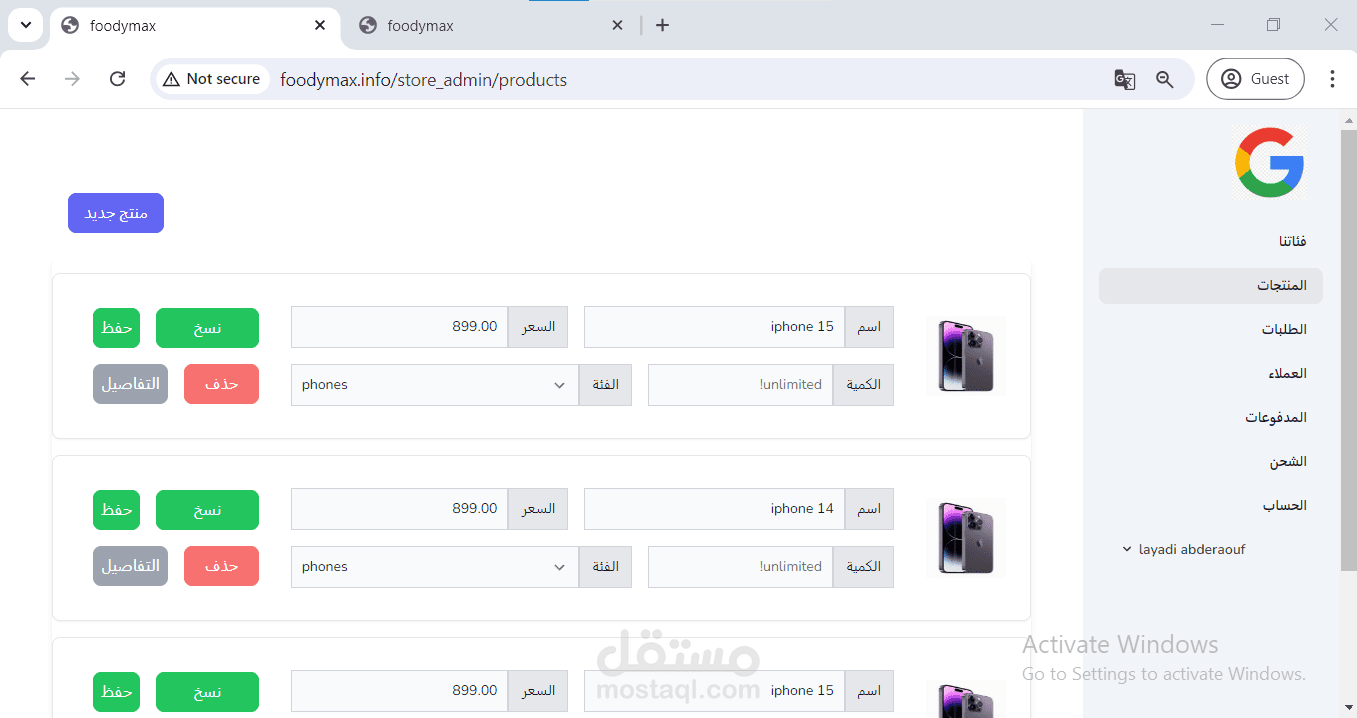 foodymax
foodymax
Not secure
foodymax.info/store_admin/products
Guest
فئاتنا
المنتجات
الطلبات
العملاء
المدفوعات
الشحن
الحساب
layadi abderaouf
منتج جديد
اسم iphone 15 السعر 899.00 نسخ حفظ
الكمية unlimited! الفئة phones حذف التفاصيل
اسم iphone 14 السعر 899.00 نسخ حفظ
الكمية unlimited! الفئة phones حذف التفاصيل
اسم iphone 15 السعر 899.00 نسخ حفظ
مستقل
mostaql.com
Activate Windows
Go to Settings to activate Windows.